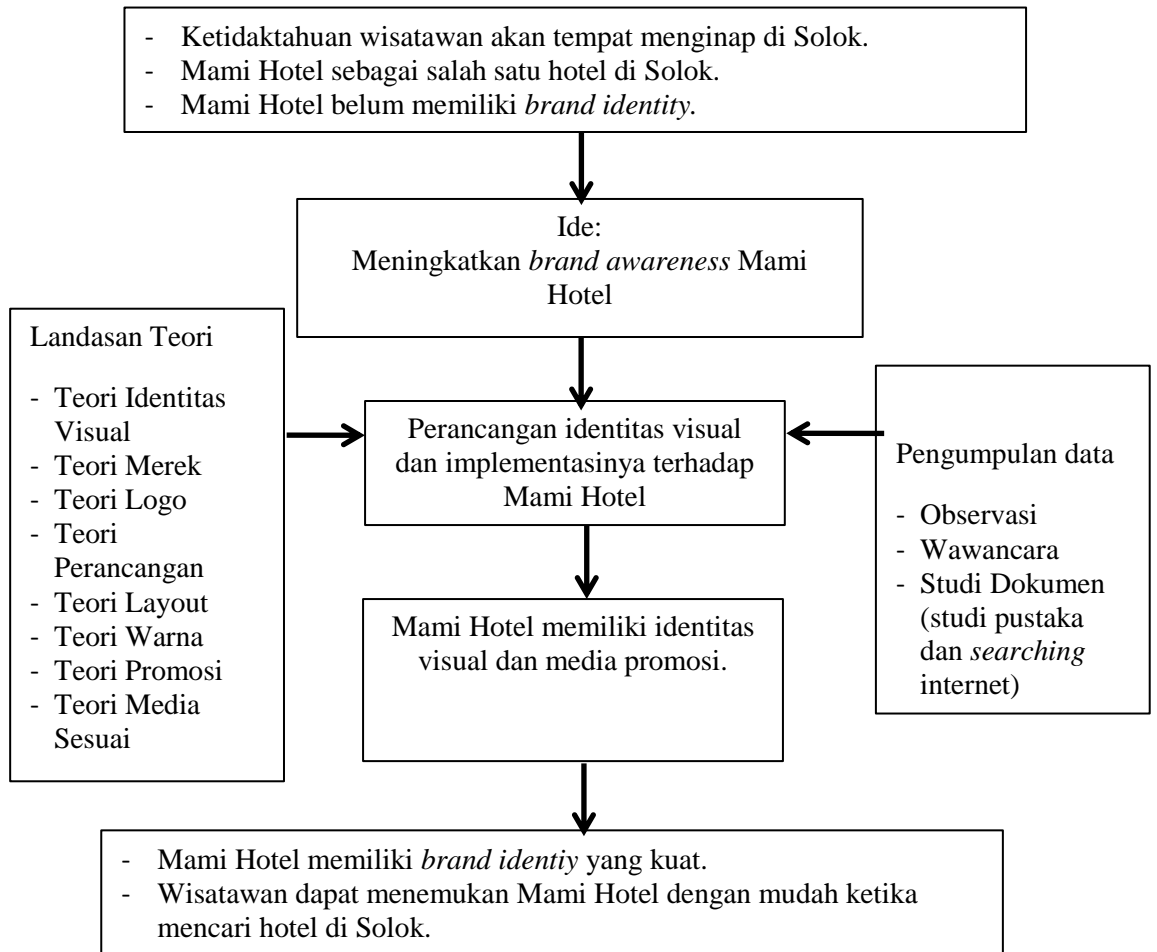 - Ketidaktahuan wisatawan akan tempat menginap di Solok.
- Mami Hotel sebagai salah satu hotel di Solok.
- Mami Hotel belum memiliki brand identity.
Ide:
Meningkatkan brand awareness Mami
Hotel
Landasan Teori
- Teori Identitas
Visual
- Teori Merek
- Teori Logo
- Teori
Perancangan
- Teori Layout
- Teori Warna
- Teori Promosi
- Teori Media
Sesuai
Perancangan identitas visual
dan implementasinya terhadap
Mami Hotel
Pengumpulan data
- Observasi
- Wawancara
- Studi Dokumen
(studi pustaka
dan searching
internet)
Mami Hotel memiliki identitas
visual dan media promosi.
- Mami Hotel memiliki brand identiy yang kuat.
- Wisatawan dapat menemukan Mami Hotel dengan mudah ketika
mencari hotel di Solok.